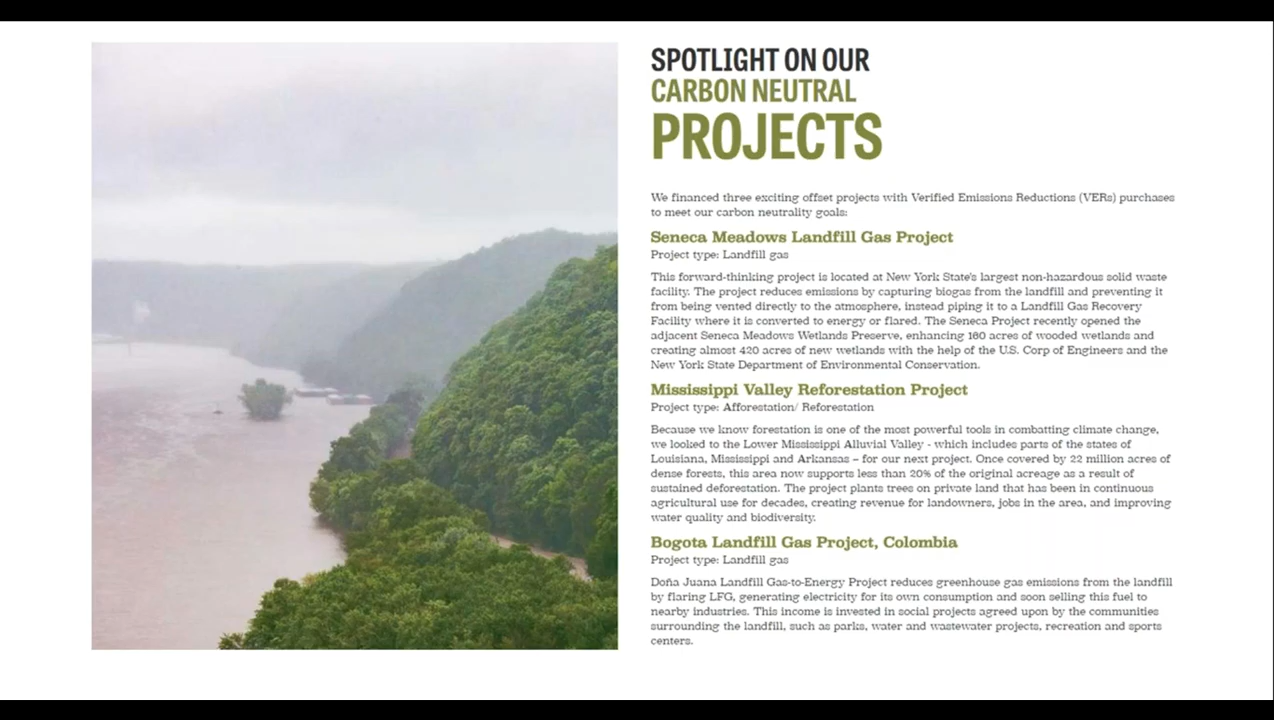 SPOTLIGHT ON OUR
CARBON NEUTRAL
PROJECTS
We financed three exciting offset projects with Verified Emissions Reductions (VERs) purchases
to meet our carbon neutrality goals:
Seneca Meadows Landfill Gas Project
Project type: Landfill gas
This forward-thinking project is located at New York State's largest non-hazardous solid waste
facility. The project reduces emissions by capturing biogas from the landfill and preventing it
from being vented directly to the atmosphere, instead piping it to a Landfill Gas Recovery
Facility where it is converted to energy or flared. The Seneca Project recently opened the
adjacent Seneca Meadows Wetlands Preserve, enhancing 160 acres of wooded wetlands and
creating almost 420 acres of new wetlands with the help of the U.S. Corp of Engineers and the
New York State Department of Environmental Conservation.
Mississippi Valley Reforestation Project
Project type: Afforestation/ Reforestation
Because we know forestation is one of the most powerful tools in combatting climate change,
we looked to the Lower Mississippi Alluvial Valley - which includes parts of the states of
Louisiana, Mississippi and Arkansas – for our next project. Once covered by 22 million acres of
dense forests, this area now supports less than 20% of the original acreage as a result of
sustained deforestation. The project plants trees on private land that has been in continuous
agricultural use for decades, creating revenue for landowners, jobs in the area, and improving
water quality and biodiversity.
Bogota Landfill Gas Project, Colombia
Project type: Landfill gas
Doña Juana Landfill Gas-to-Energy Project reduces greenhouse gas emissions from the landfill
by flaring LFG, generating electricity for its own consumption and soon selling this fuel to
nearby industries. This income is invested in social projects agreed upon by the communities
surrounding the landfill, such as parks, water and wastewater projects, recreation and sports
centers.